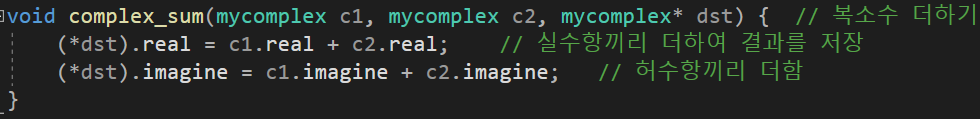 void complex_sum(mycomplex c1, mycomplex c2, mycomplex* dst) {  // 복소수 더하기
    (*dst).real = c1.real + c2.real;    // 실수항끼리 더하여 결과를 저장
    (*dst).imagine = c1.imagine + c2.imagine;   // 허수항끼리 더함
}